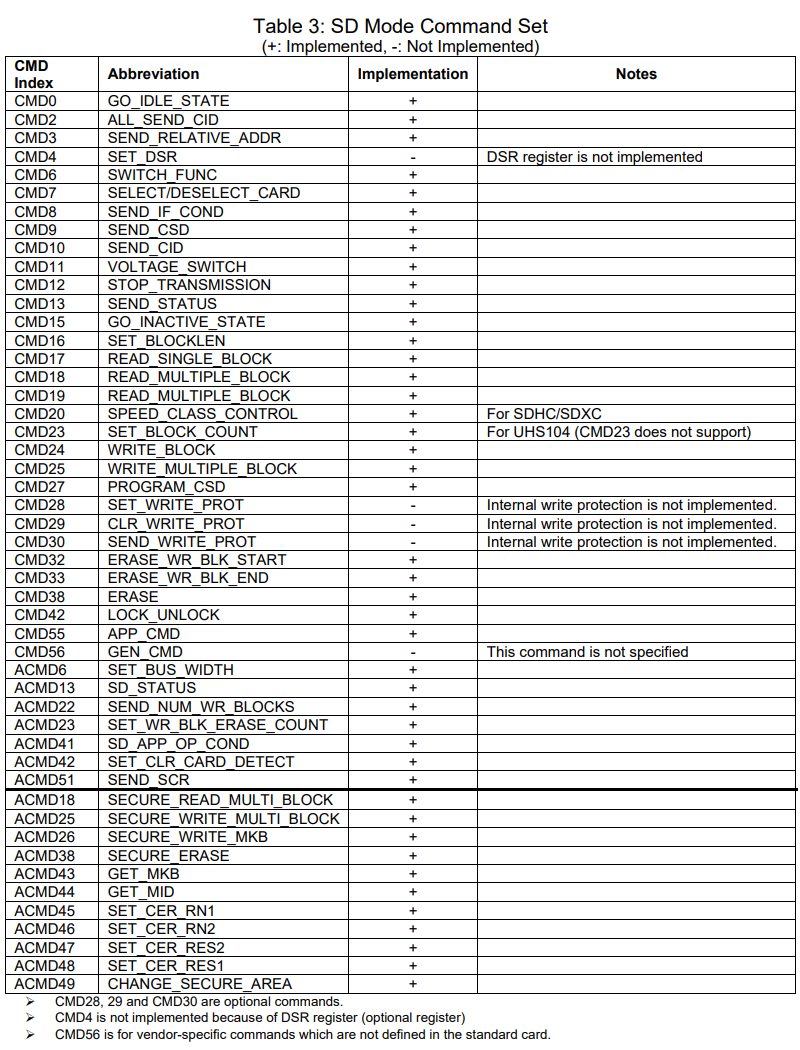 Table 3: SD Mode Command Set
(+: Implemented, -: Not Implemented)
CMD Index Abbreviation Implementation Notes
CMD0 GO_IDLE_STATE +
CMD2 ALL_SEND_CID +
CMD3 SEND_RELATIVE_ADDR +
CMD4 SET_DSR - DSR register is not implemented
CMD6 SWITCH_FUNC +
CMD7 SELECT/DESELECT_CARD +
CMD8 SEND_IF_COND +
CMD9 SEND_CSD +
CMD10 SEND_CID +
CMD11 VOLTAGE_SWITCH +
CMD12 STOP_TRANSMISSION +
CMD13 SEND_STATUS +
CMD15 GO_INACTIVE_STATE +
CMD16 SET_BLOCKLEN +
CMD17 READ_SINGLE_BLOCK +
CMD18 READ_MULTIPLE_BLOCK +
CMD19 READ_MULTIPLE_BLOCK +
CMD20 SPEED_CLASS_CONTROL + For SDHC/SDXC
CMD23 SET_BLOCK_COUNT + For UHS104 (CMD23 does not support)
CMD24 WRITE_BLOCK +
CMD25 WRITE_MULTIPLE_BLOCK +
CMD27 PROGRAM_CSD +
CMD28 SET_WRITE_PROT - Internal write protection is not implemented.
CMD29 CLR_WRITE_PROT - Internal write protection is not implemented.
CMD30 SEND_WRITE_PROT - Internal write protection is not implemented.
CMD32 ERASE_WR_BLK_START +
CMD33 ERASE_WR_BLK_END +
CMD38 ERASE +
CMD42 LOCK_UNLOCK +
CMD55 APP_CMD +
CMD56 GEN_CMD - This command is not specified
ACMD6 SET_BUS_WIDTH +
ACMD13 SD_STATUS +
ACMD22 SEND_NUM_WR_BLOCKS +
ACMD23 SET_WR_BLK_ERASE_COUNT +
ACMD41 SD_APP_OP_COND +
ACMD42 SET_CLR_CARD_DETECT +
ACMD51 SEND_SCR +
ACMD18 SECURE_READ_MULTI_BLOCK +
ACMD25 SECURE_WRITE_MULTI_BLOCK +
ACMD26 SECURE_WRITE_MKB +
ACMD38 SECURE_ERASE +
ACMD43 GET_MKB +
ACMD44 GET_MID +
ACMD45 SET_CER_RN1 +
ACMD46 SET_CER_RN2 +
ACMD47 SET_CER_RES2 +
ACMD48 SET_CER_RES1 +
ACMD49 CHANGE_SECURE_AREA +
➢ CMD28, 29 and CMD30 are optional commands.
➢ CMD4 is not implemented because of DSR register (optional register)
➢ CMD56 is for vendor-specific commands which are not defined in the standard card.